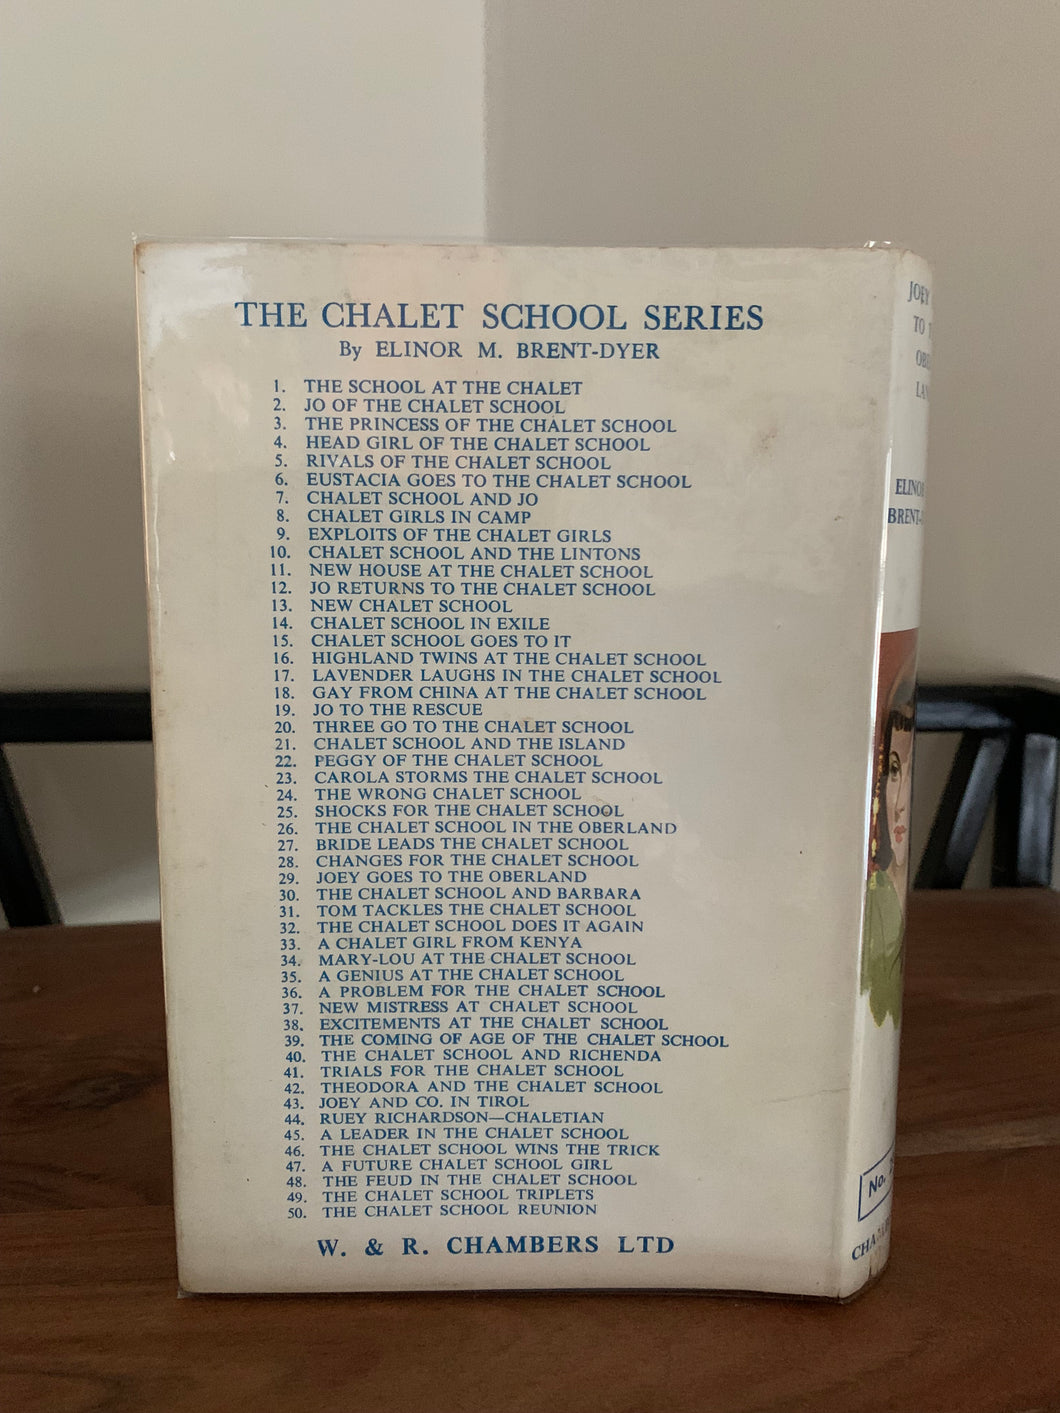 THE CHALET SCHOOL SERIES
By ELINOR M. BRENT-DYER
1. THE SCHOOL AT THE CHALET
2. JO OF THE CHALET SCHOOL
3. THE PRINCESS OF THE CHALET SCHOOL
4. HEAD GIRL OF THE CHALET SCHOOL
5. RIVALS OF THE CHALET SCHOOL
6. EUSTACIA GOES TO THE CHALET SCHOOL
7. CHALET SCHOOL AND JO
8. CHALET GIRLS IN CAMP
9. EXPLOITS OF THE CHALET GIRLS
10. CHALET SCHOOL AND THE LINTONS
11. NEW HOUSE AT THE CHALET SCHOOL
12. JO RETURNS TO THE CHALET SCHOOL
13. NEW CHALET SCHOOL
14. CHALET SCHOOL IN EXILE
15. CHALET SCHOOL GOES TO IT
16. HIGHLAND TWINS AT THE CHALET SCHOOL
17. LAVENDER LAUGHS IN THE CHALET SCHOOL
18. GAY FROM CHINA AT THE CHALET SCHOOL
19. JO TO THE RESCUE
20. THREE GO TO THE CHALET SCHOOL
21. CHALET SCHOOL AND THE ISLAND
22. PEGGY OF THE CHALET SCHOOL
23. CAROLA STORMS THE CHALET SCHOOL
24. THE WRONG CHALET SCHOOL
25. SHOCKS FOR THE CHALET SCHOOL
26. THE CHALET SCHOOL IN THE OBERLAND
27. BRIDE LEADS THE CHALET SCHOOL
28. CHANGES FOR THE CHALET SCHOOL
29. JOEY GOES TO THE OBERLAND
30. THE CHALET SCHOOL AND BARBARA
31. TOM TACKLES THE CHALET SCHOOL
32. THE CHALET SCHOOL DOES IT AGAIN
33. A CHALET GIRL FROM KENYA
34. MARY-LOU AT THE CHALET SCHOOL
35. A GENIUS AT THE CHALET SCHOOL
36. A PROBLEM FOR THE CHALET SCHOOL
37. NEW MISTRESS AT CHALET SCHOOL
38. EXCITEMENTS AT THE CHALET SCHOOL
39. THE COMING OF AGE OF THE CHALET SCHOOL
40. THE CHALET SCHOOL AND RICHENDA
41. TRIALS FOR THE CHALET SCHOOL
42. THEODORA AND THE CHALET SCHOOL
43. JOEY AND CO. IN TIROL
44. RUEY RICHARDSON—CHALETIAN
45. A LEADER IN THE CHALET SCHOOL
46. THE CHALET SCHOOL WINS THE TRICK
47. A FUTURE CHALET SCHOOL GIRL
48. THE FEUD IN THE CHALET SCHOOL
49. THE CHALET SCHOOL TRIPLETS
50. THE CHALET SCHOOL REUNION
W. & R. CHAMBERS LTD
JOEY
TO
ELINOR
No.